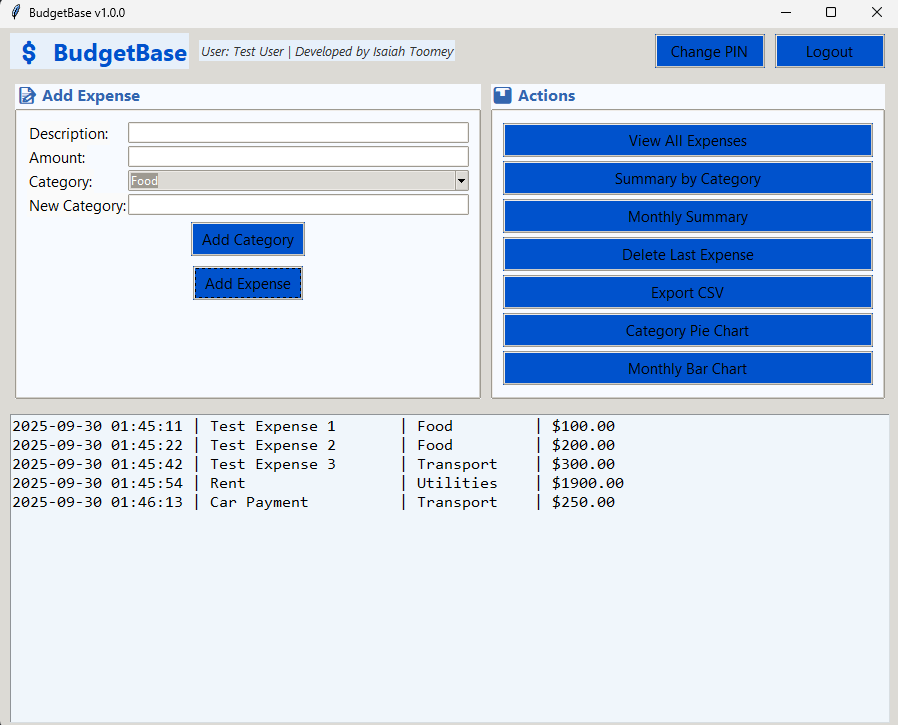 BudgetBase v1.0.0
$ BudgetBase User: Test User | Developed by Isaiah Toomey Change PIN Logout
Add Expense
Description:
Amount:
Category: Food
New Category:
Add Category
Add Expense
Actions
View All Expenses
Summary by Category
Monthly Summary
Delete Last Expense
Export CSV
Category Pie Chart
Monthly Bar Chart
2025-09-30 01:45:11 | Test Expense 1 | Food | $100.00
2025-09-30 01:45:22 | Test Expense 2 | Food | $200.00
2025-09-30 01:45:42 | Test Expense 3 | Transport | $300.00
2025-09-30 01:45:54 | Rent | Utilities | $1900.00
2025-09-30 01:46:13 | Car Payment | Transport | $250.00